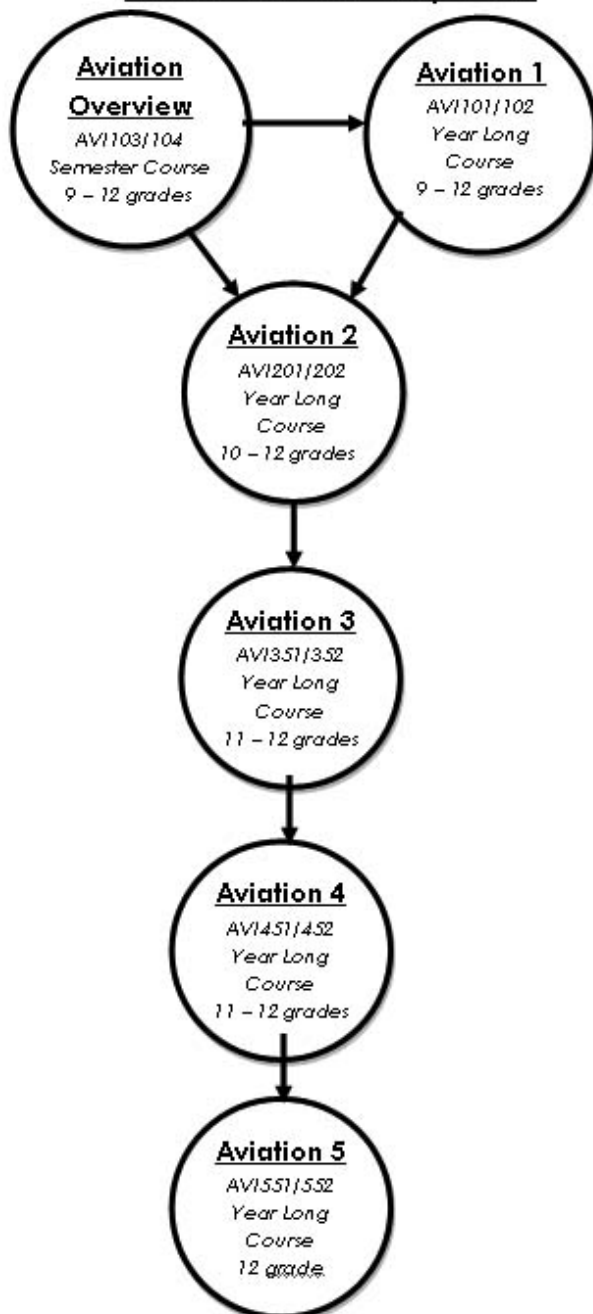 Aviation
Overview
AVI103/104
Semester Course
9 – 12 grades
Aviation 1
AVI101/102
Year Long
Course
9 – 12 grades
Aviation 2
AVI201/202
Year Long
Course
10 – 12 grades
Aviation 3
AVI351/352
Year Long
Course
11 – 12 grades
Aviation 4
AVI451/452
Year Long
Course
11 – 12 grades
Aviation 5
AVI551/552
Year Long
Course
12 grade